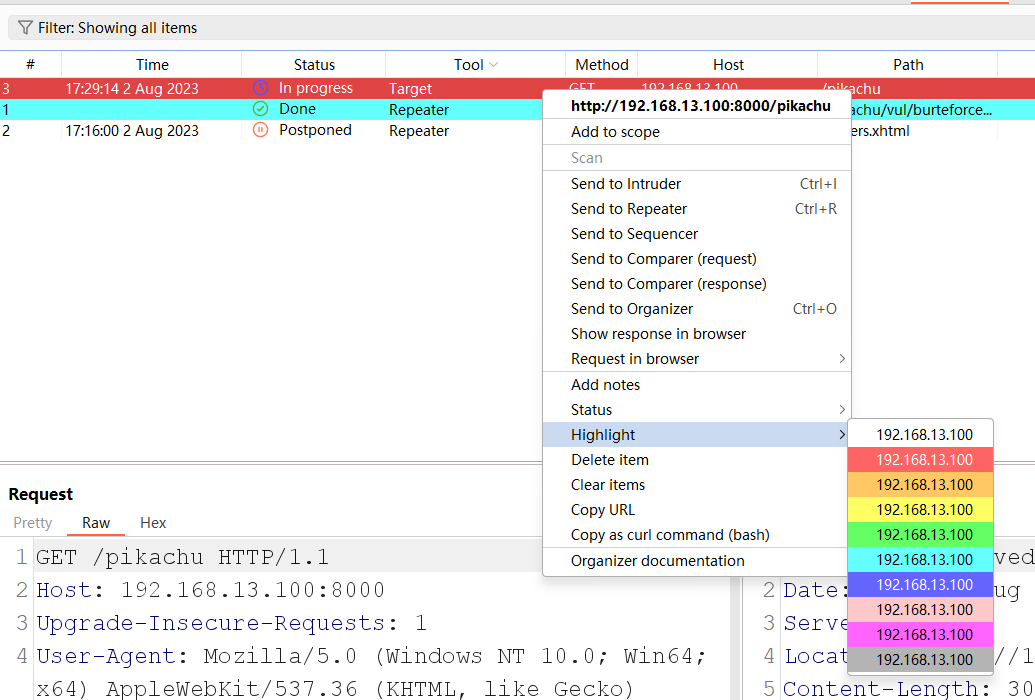 Filter: Showing all items
# Time Status Tool Method Host Path
3 17:29:14 2 Aug 2023 In progress Target GET 192.168.13.100 /pikachu
1 Done Repeater achu/vul/burteforce...
2 17:16:00 2 Aug 2023 Postponed Repeater ers.xhtml
http://192.168.13.100:8000/pikachu
Add to scope
Scan
Send to Intruder Ctrl+I
Send to Repeater Ctrl+R
Send to Sequencer
Send to Comparer (request)
Send to Comparer (response)
Send to Organizer Ctrl+O
Show response in browser
Request in browser
Add notes
Status
Highlight
Delete item
Clear items
Copy URL
Copy as curl command (bash)
Organizer documentation
192.168.13.100
192.168.13.100
192.168.13.100
192.168.13.100
192.168.13.100
192.168.13.100
192.168.13.100
192.168.13.100
192.168.13.100
192.168.13.100
Request
Pretty Raw Hex
1 GET /pikachu HTTP/1.1
2 Host: 192.168.13.100:8000
3 Upgrade-Insecure-Requests: 1
4 User-Agent: Mozilla/5.0 (Windows NT 10.0; Win64;
x64) AppleWebKit/537.36 (KHTML, like Gecko)
ved
2 Date: ug
3 Serve
4 Locat //1
5 Content-Length: 30